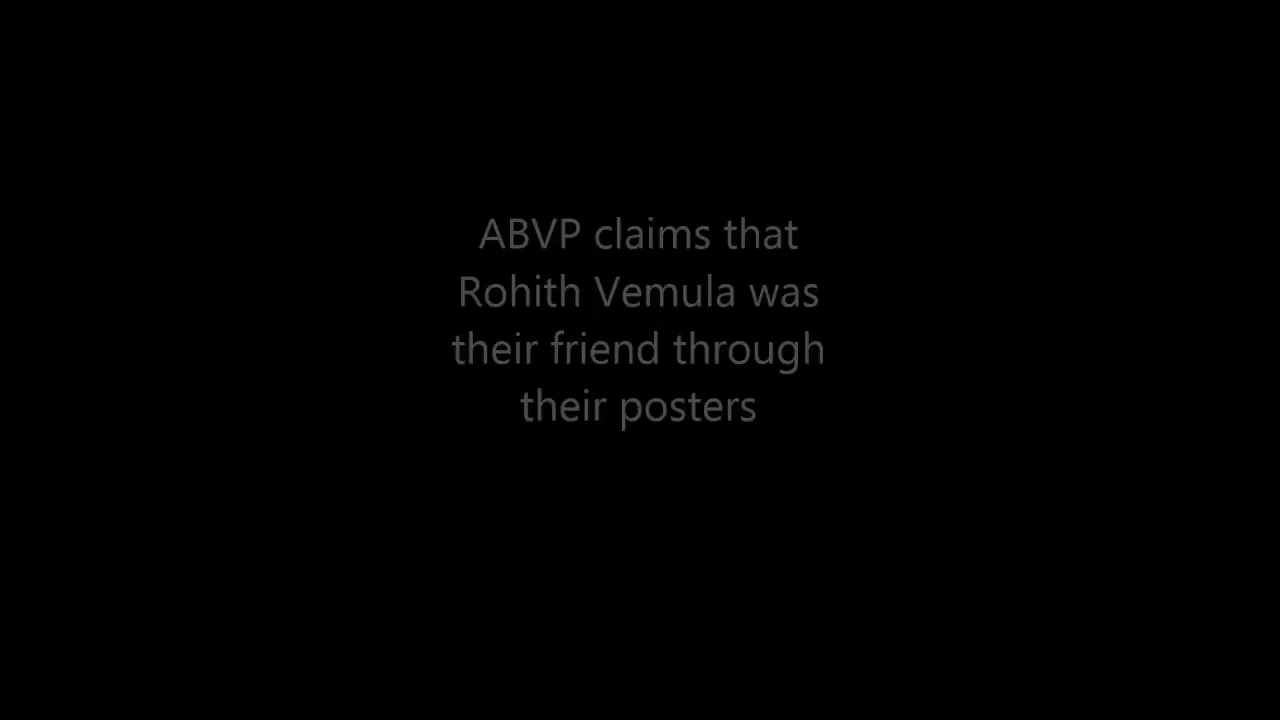 ABVP claims that
Rohith Vemula was
their friend through
their posters